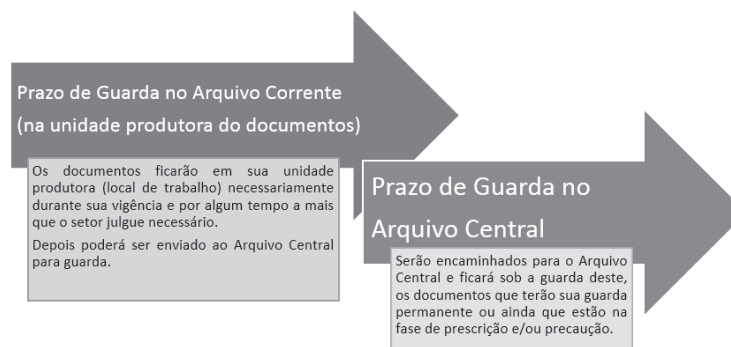 Prazo de Guarda no Arquivo Corrente
(na unidade produtora do documentos)
Os documentos ficarão em sua unidade
produtora (local de trabalho) necessariamente
durante sua vigência e por algum tempo a mais
que o setor julgue necessário.
Depois poderá ser enviado ao Arquivo Central
para guarda.
Prazo de Guarda no
Arquivo Central
Serão encaminhados para o Arquivo
Central e ficará sob a guarda deste,
os documentos que terão sua guarda
permanente ou ainda que estão na
fase de prescrição e/ou precaução.